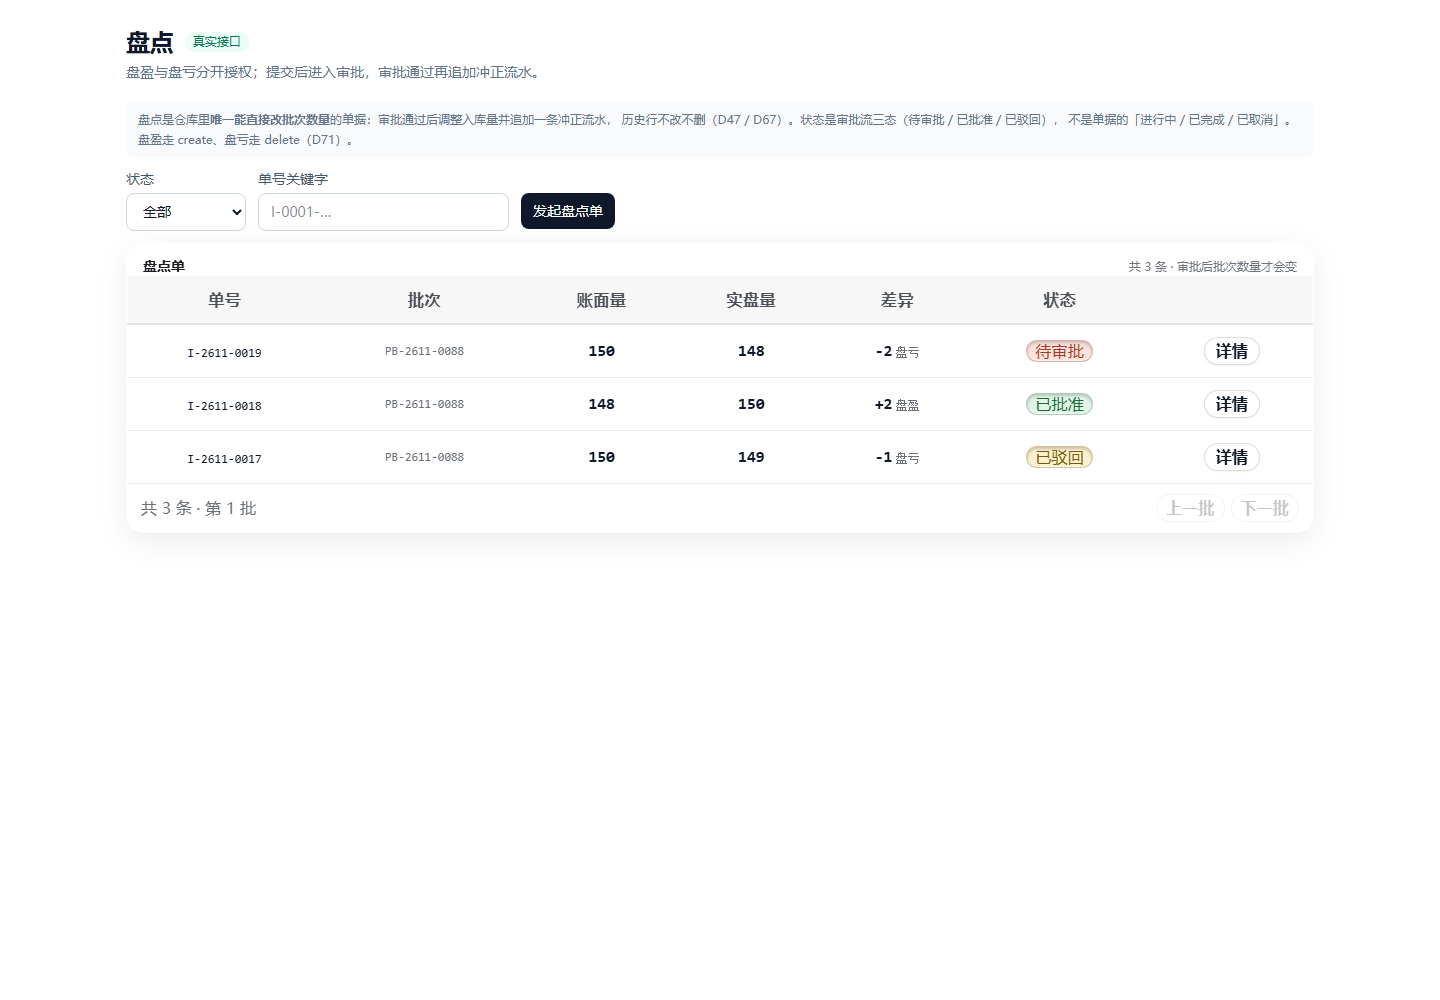 盘点 真实接口
盘盈与盘亏分开授权；提交后进入审批，审批通过再追加冲正流水。
盘点是仓库里唯一能直接改批次数量的单据：审批通过后调整入库量并追加一条冲正流水， 历史行不改不删（D47 / D67）。状态是审批流三态（待审批 / 已批准 / 已驳回）， 不是单据的「进行中 / 已完成 / 已取消」。
盘盈走 create、盘亏走 delete（D71）。
状态 单号关键字
全部 I-0001-... 发起盘点单
盘点单 共 3 条 · 审批后批次数量才会变
单号 批次 账面量 实盘量 差异 状态
I-2611-0019 PB-2611-0088 150 148 -2 盘亏 待审批 详情
I-2611-0018 PB-2611-0088 148 150 +2 盘盈 已批准 详情
I-2611-0017 PB-2611-0088 150 149 -1 盘亏 已驳回 详情
共 3 条 · 第 1 批 上一批 下一批